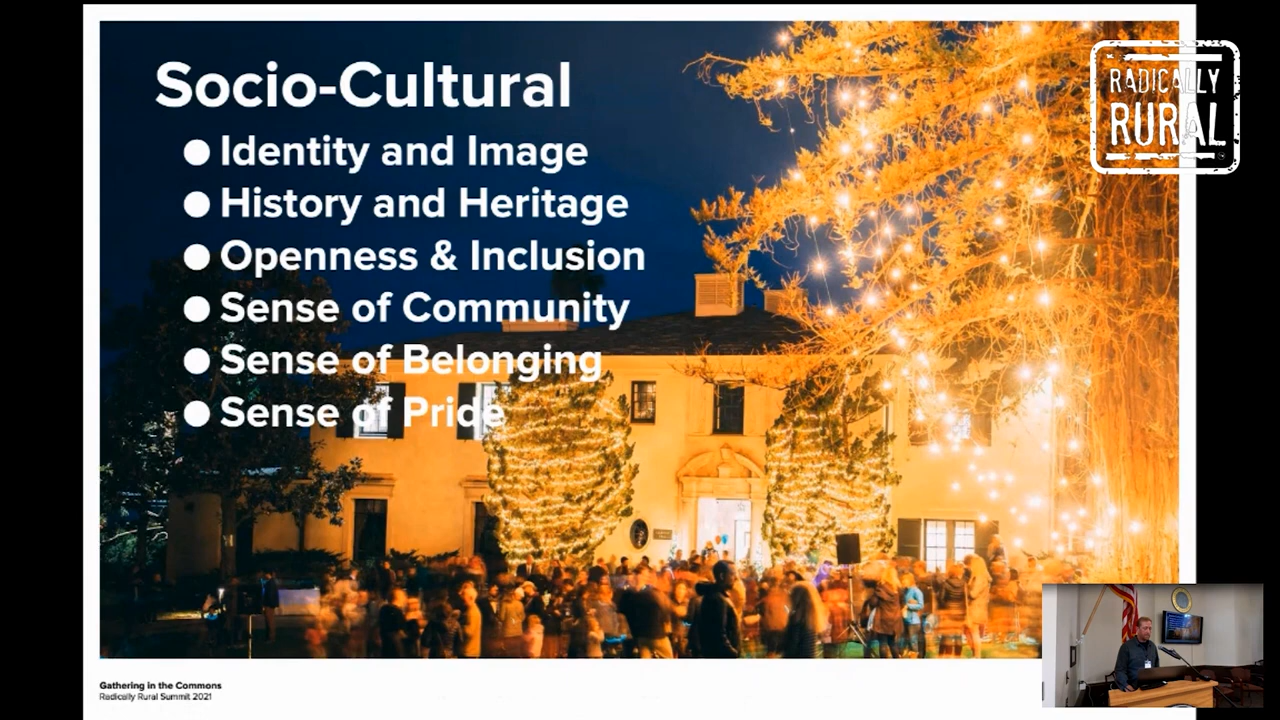 Socio-Cultural
● Identity and Image
● History and Heritage
● Openness & Inclusion
● Sense of Community
● Sense of Belonging
● Sense of Pride
RADICALLY
RURAL
Gathering in the Commons
Radically Rural Summit 2021